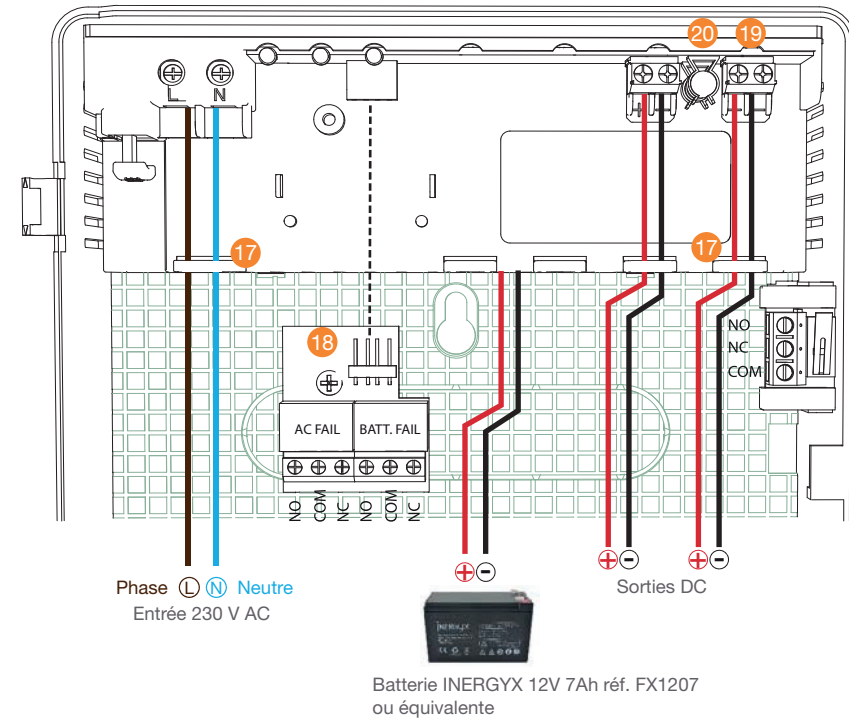 20
19
L
N
17
17
18
NO
NC
COM
AC FAIL
BATT. FAIL
NO
COM
NC
NO
COM
NC
Phase L N Neutre
Entrée 230 V AC
+ −
+ −
+ −
Sorties DC
INERGYX
Batterie INERGYX 12V 7Ah réf. FX1207
ou équivalente